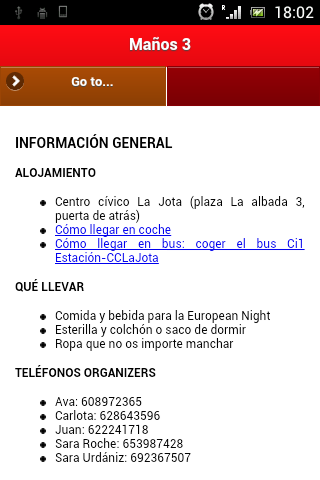 18:02
Maños 3
Go to...
INFORMACIÓN GENERAL
ALOJAMIENTO
Centro cívico La Jota (plaza La albada 3,
puerta de atrás)
Cómo llegar en coche
Cómo llegar en bus: coger el bus Ci1
Estación-CCLaJota
QUÉ LLEVAR
Comida y bebida para la European Night
Esterilla y colchón o saco de dormir
Ropa que no os importe manchar
TELÉFONOS ORGANIZERS
Ava: 608972365
Carlota: 628643596
Juan: 622241718
Sara Roche: 653987428
Sara Urdániz: 692367507